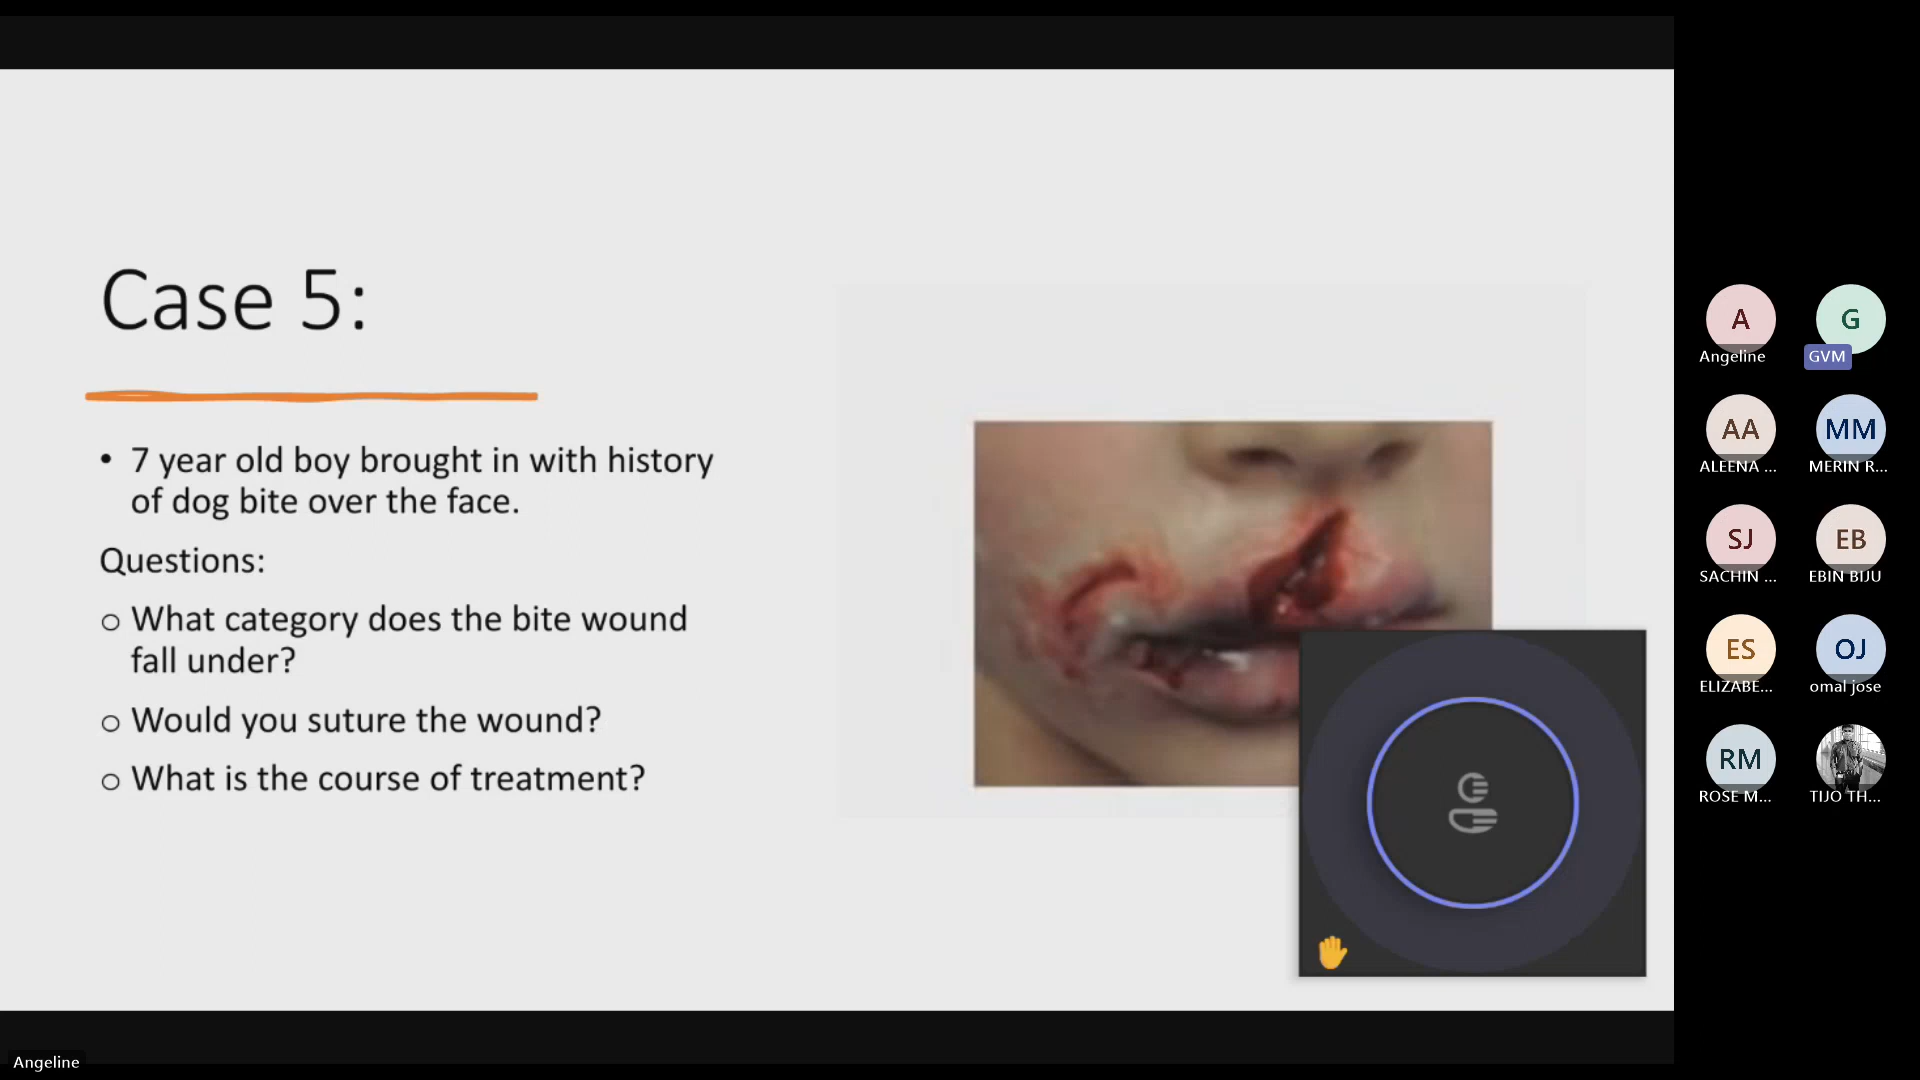 Case 5:
• 7 year old boy brought in with history
of dog bite over the face.
Questions:
o What category does the bite wound
fall under?
o Would you suture the wound?
o What is the course of treatment?
A
Angeline
G
GVM
AA
ALEENA ...
MM
MERIN R...
SJ
SACHIN ...
EB
EBIN BIJU
ES
ELIZABE...
OJ
omal jose
RM
ROSE M...
TIJO TH...
Angeline